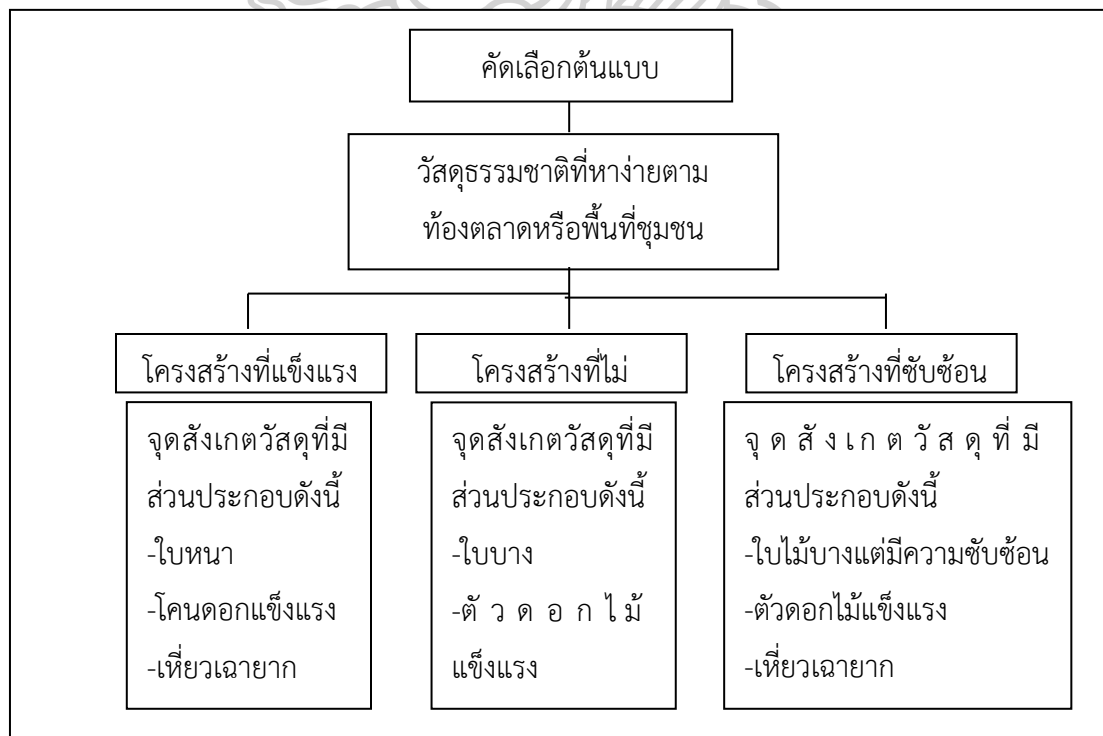 คัดเลือกต้นแบบ
วัสดุธรรมชาติที่หาง่ายตาม
ท้องตลาดหรือพื้นที่ชุมชน
โครงสร้างที่แข็งแรง
จุดสังเกตวัสดุที่มี
ส่วนประกอบดังนี้
-ใบหนา
-โคนดอกแข็งแรง
-เหี่ยวเฉายาก
โครงสร้างที่ไม่
จุดสังเกตวัสดุที่มี
ส่วนประกอบดังนี้
-ใบบาง
-ตัวดอกไม้
แข็งแรง
โครงสร้างที่ซับซ้อน
จุดสังเกตวัสดุที่มี
ส่วนประกอบดังนี้
-ใบไม้บางแต่มีความซับซ้อน
-ตัวดอกไม้แข็งแรง
-เหี่ยวเฉายาก